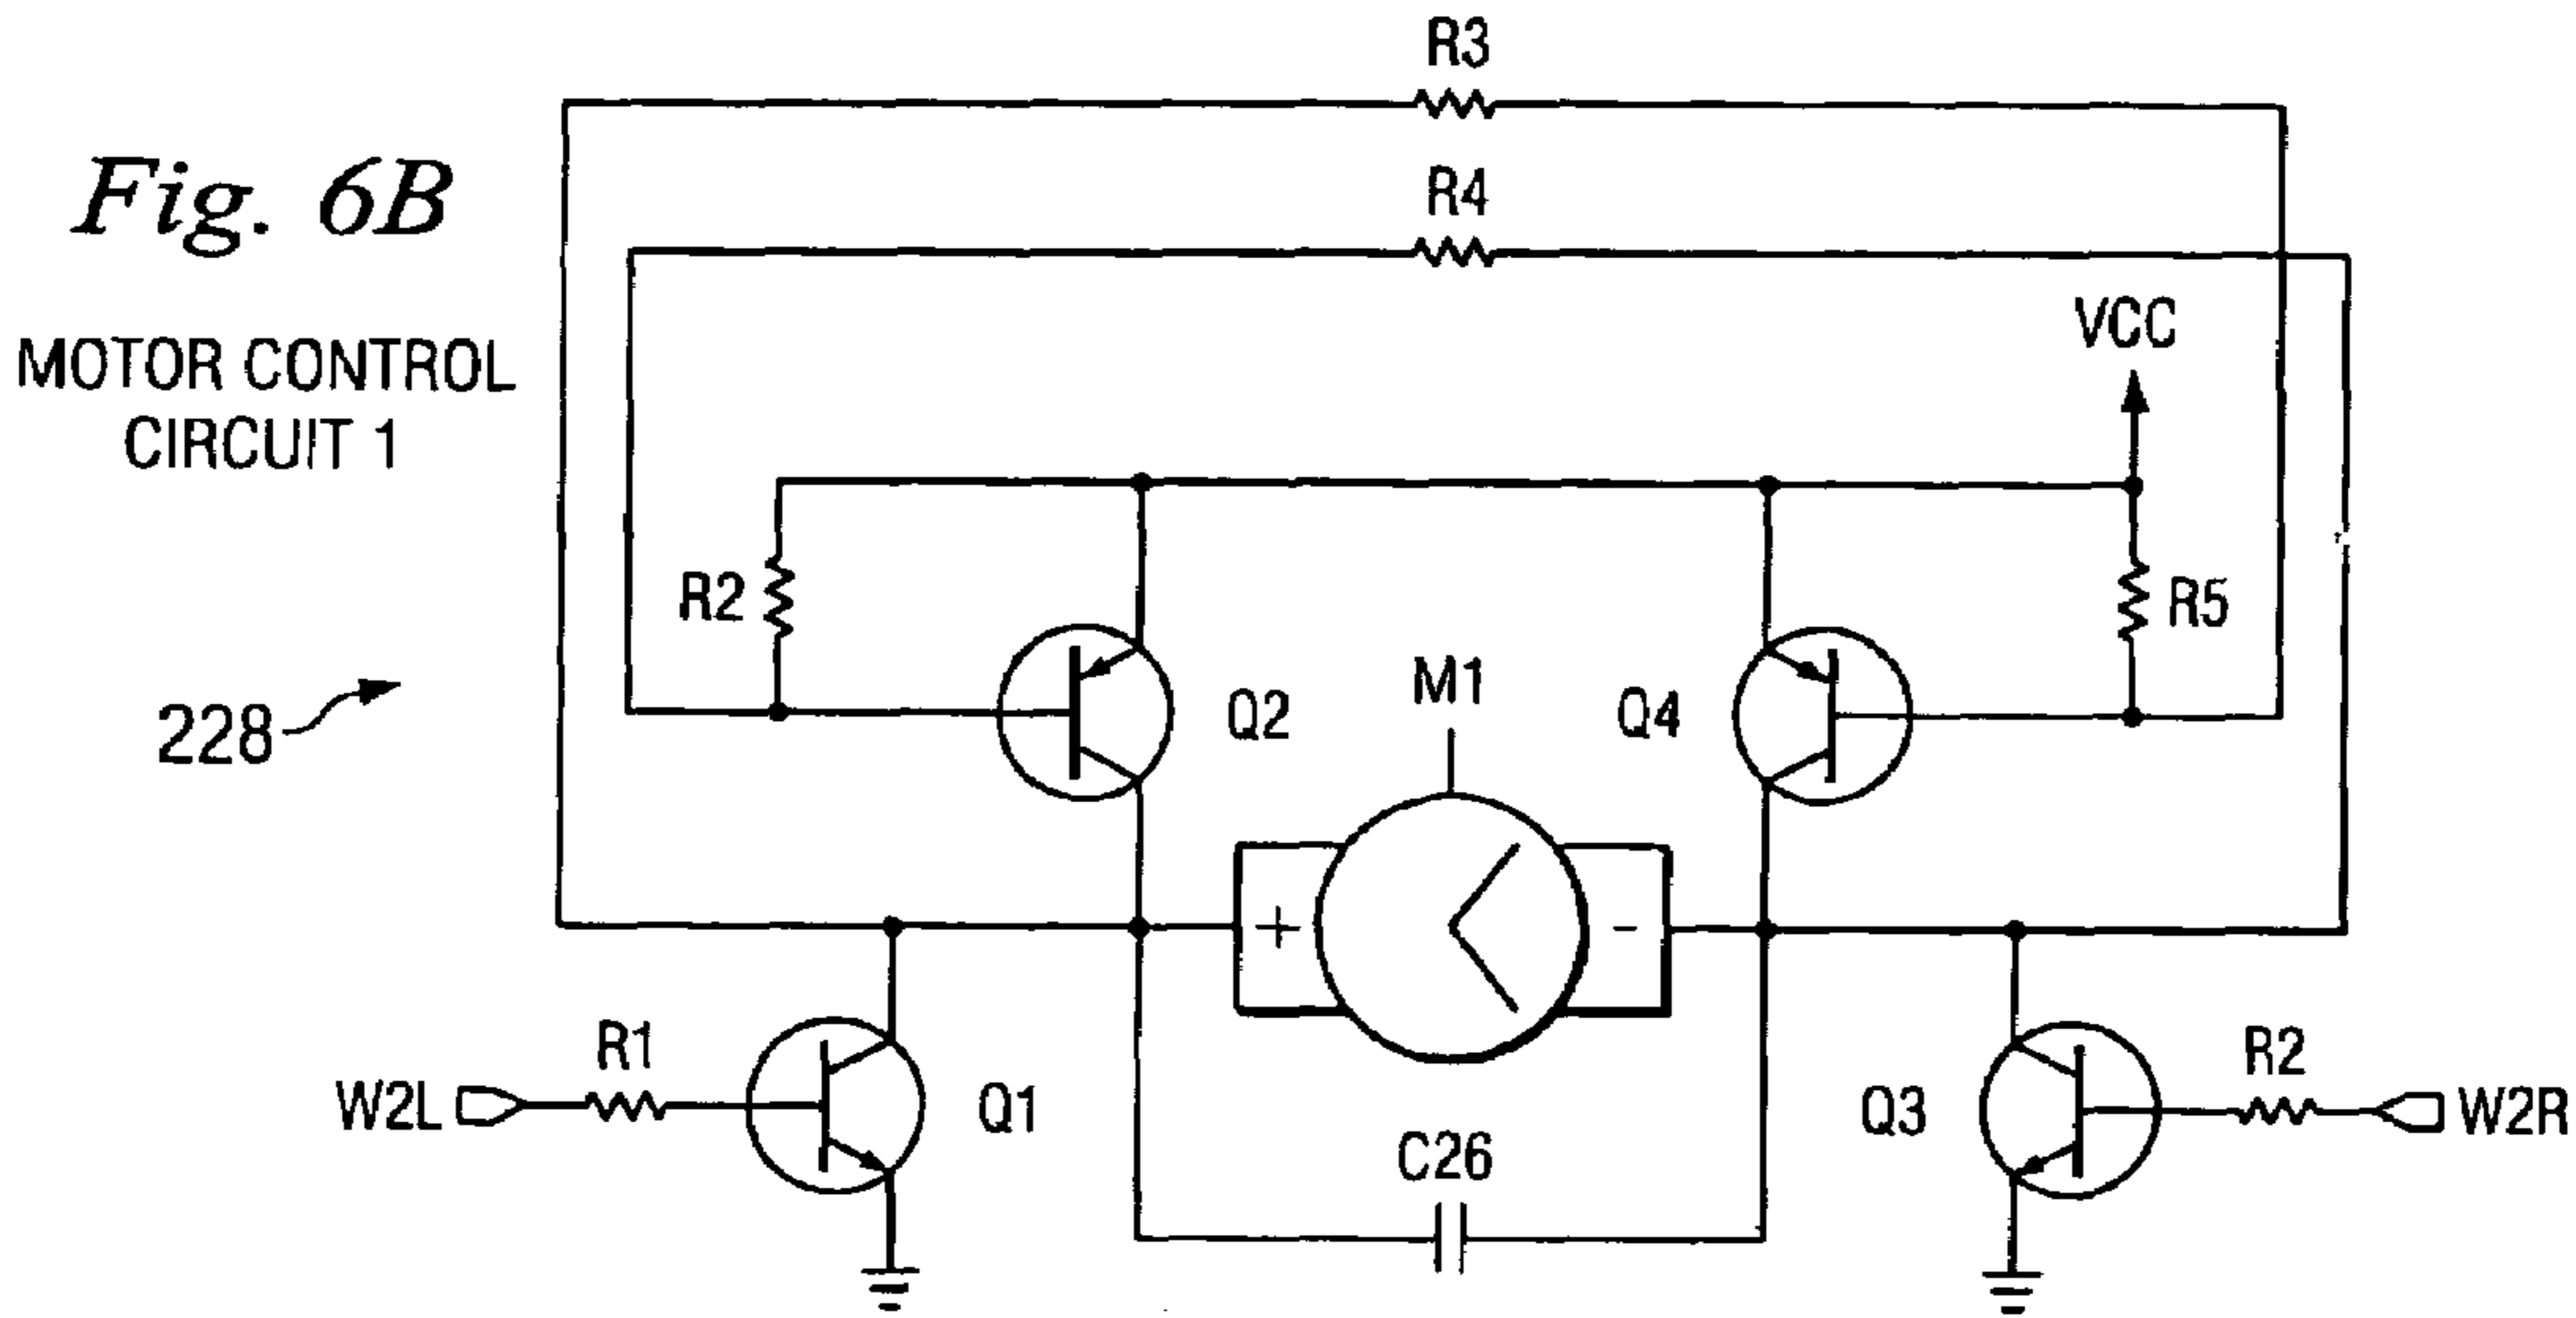 R3
Fig. 6B
R4
VCC
MOTOR CONTROL
CIRCUIT 1
R2
R5
M1
228
Q2
Q4
+
-
R1
R2
W2L
Q1
Q3
W2R
C26